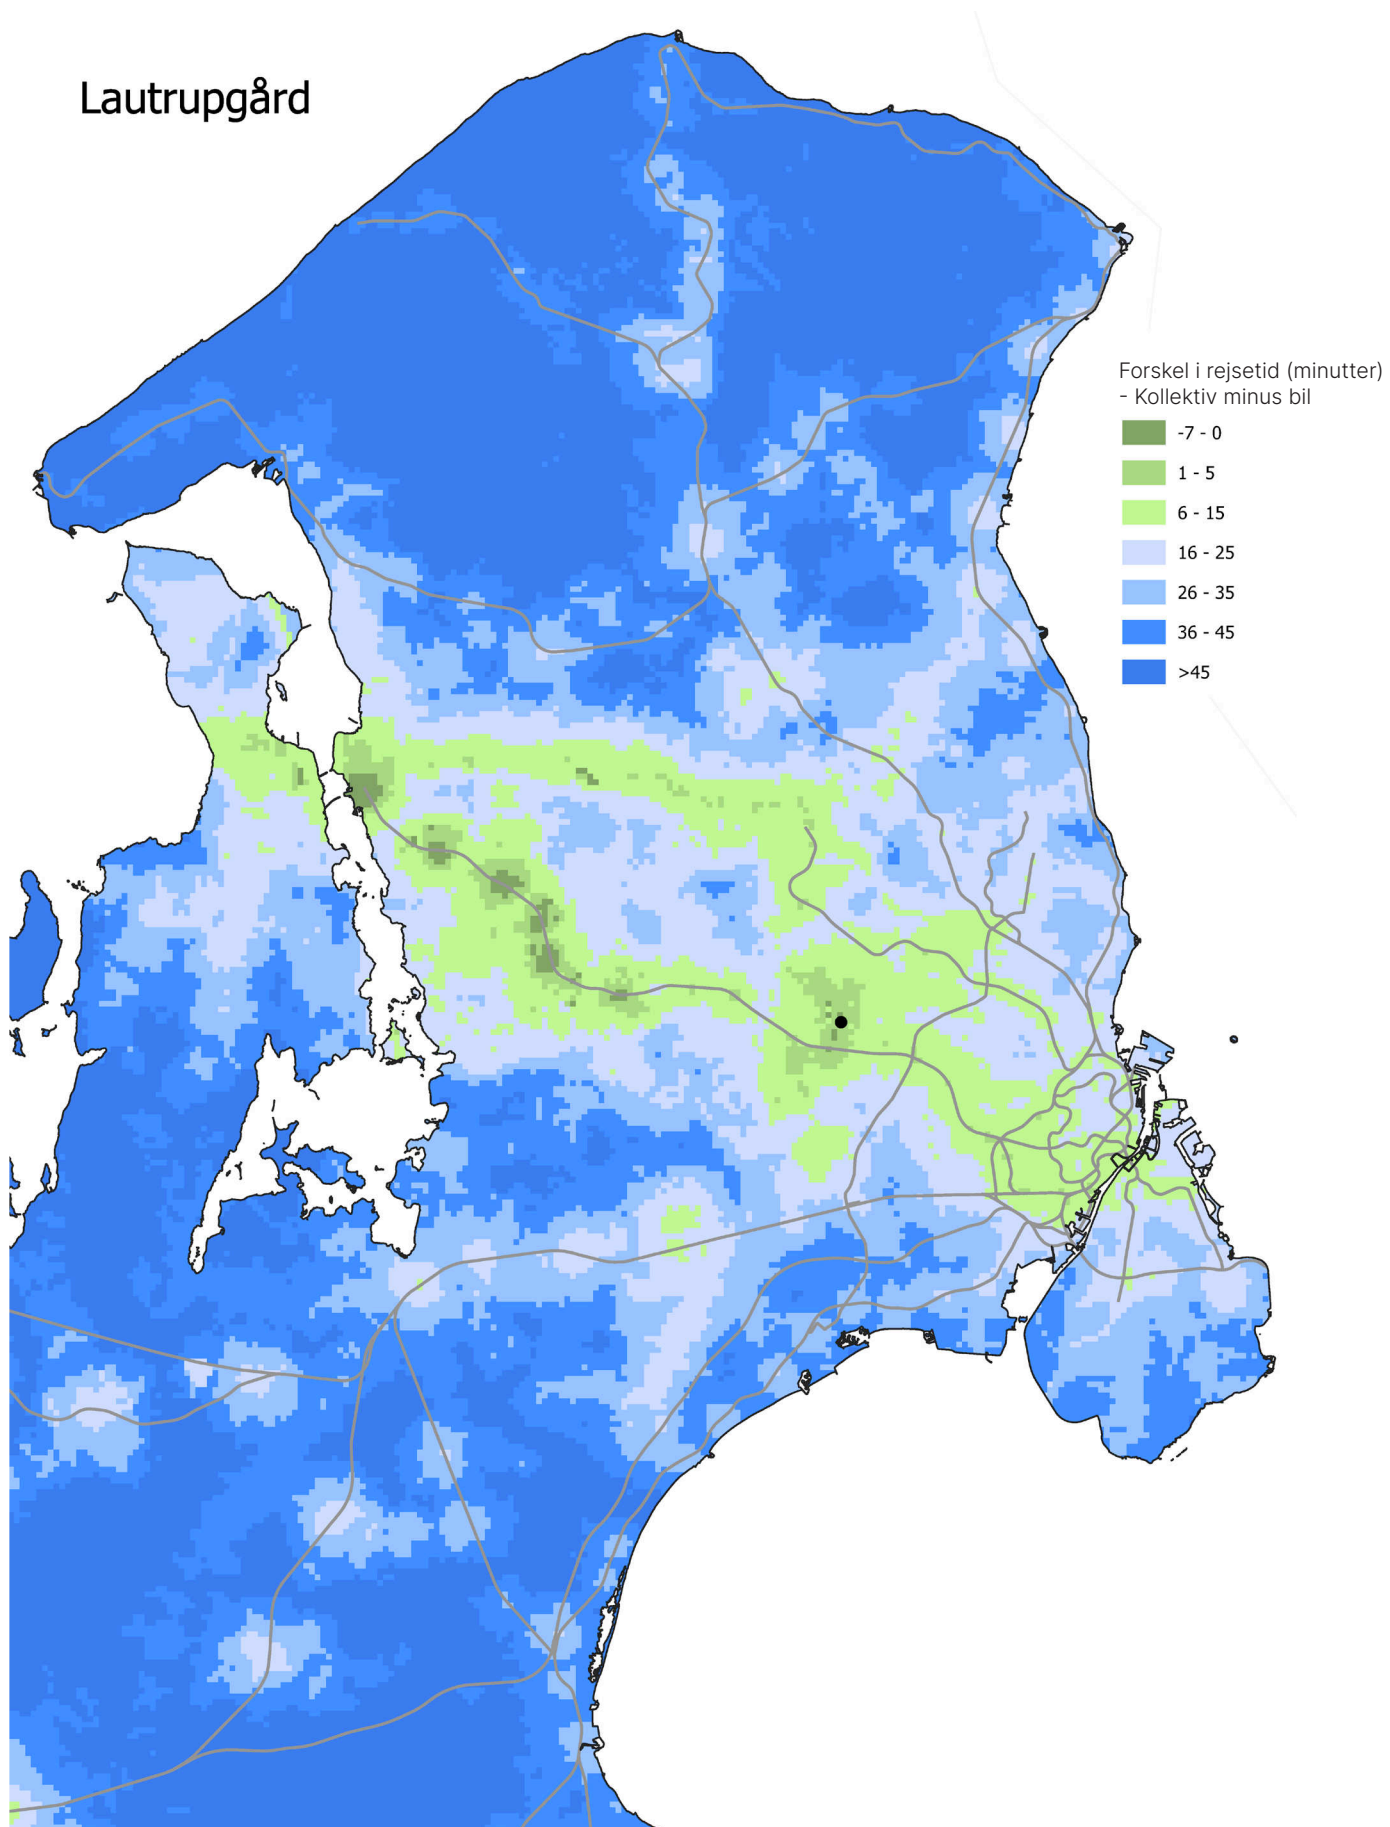 Lautrupgård
Forskel i rejsetid (minutter)
- Kollektiv minus bil
-7 - 0
1 - 5
6 - 15
16 - 25
26 - 35
36 - 45
>45